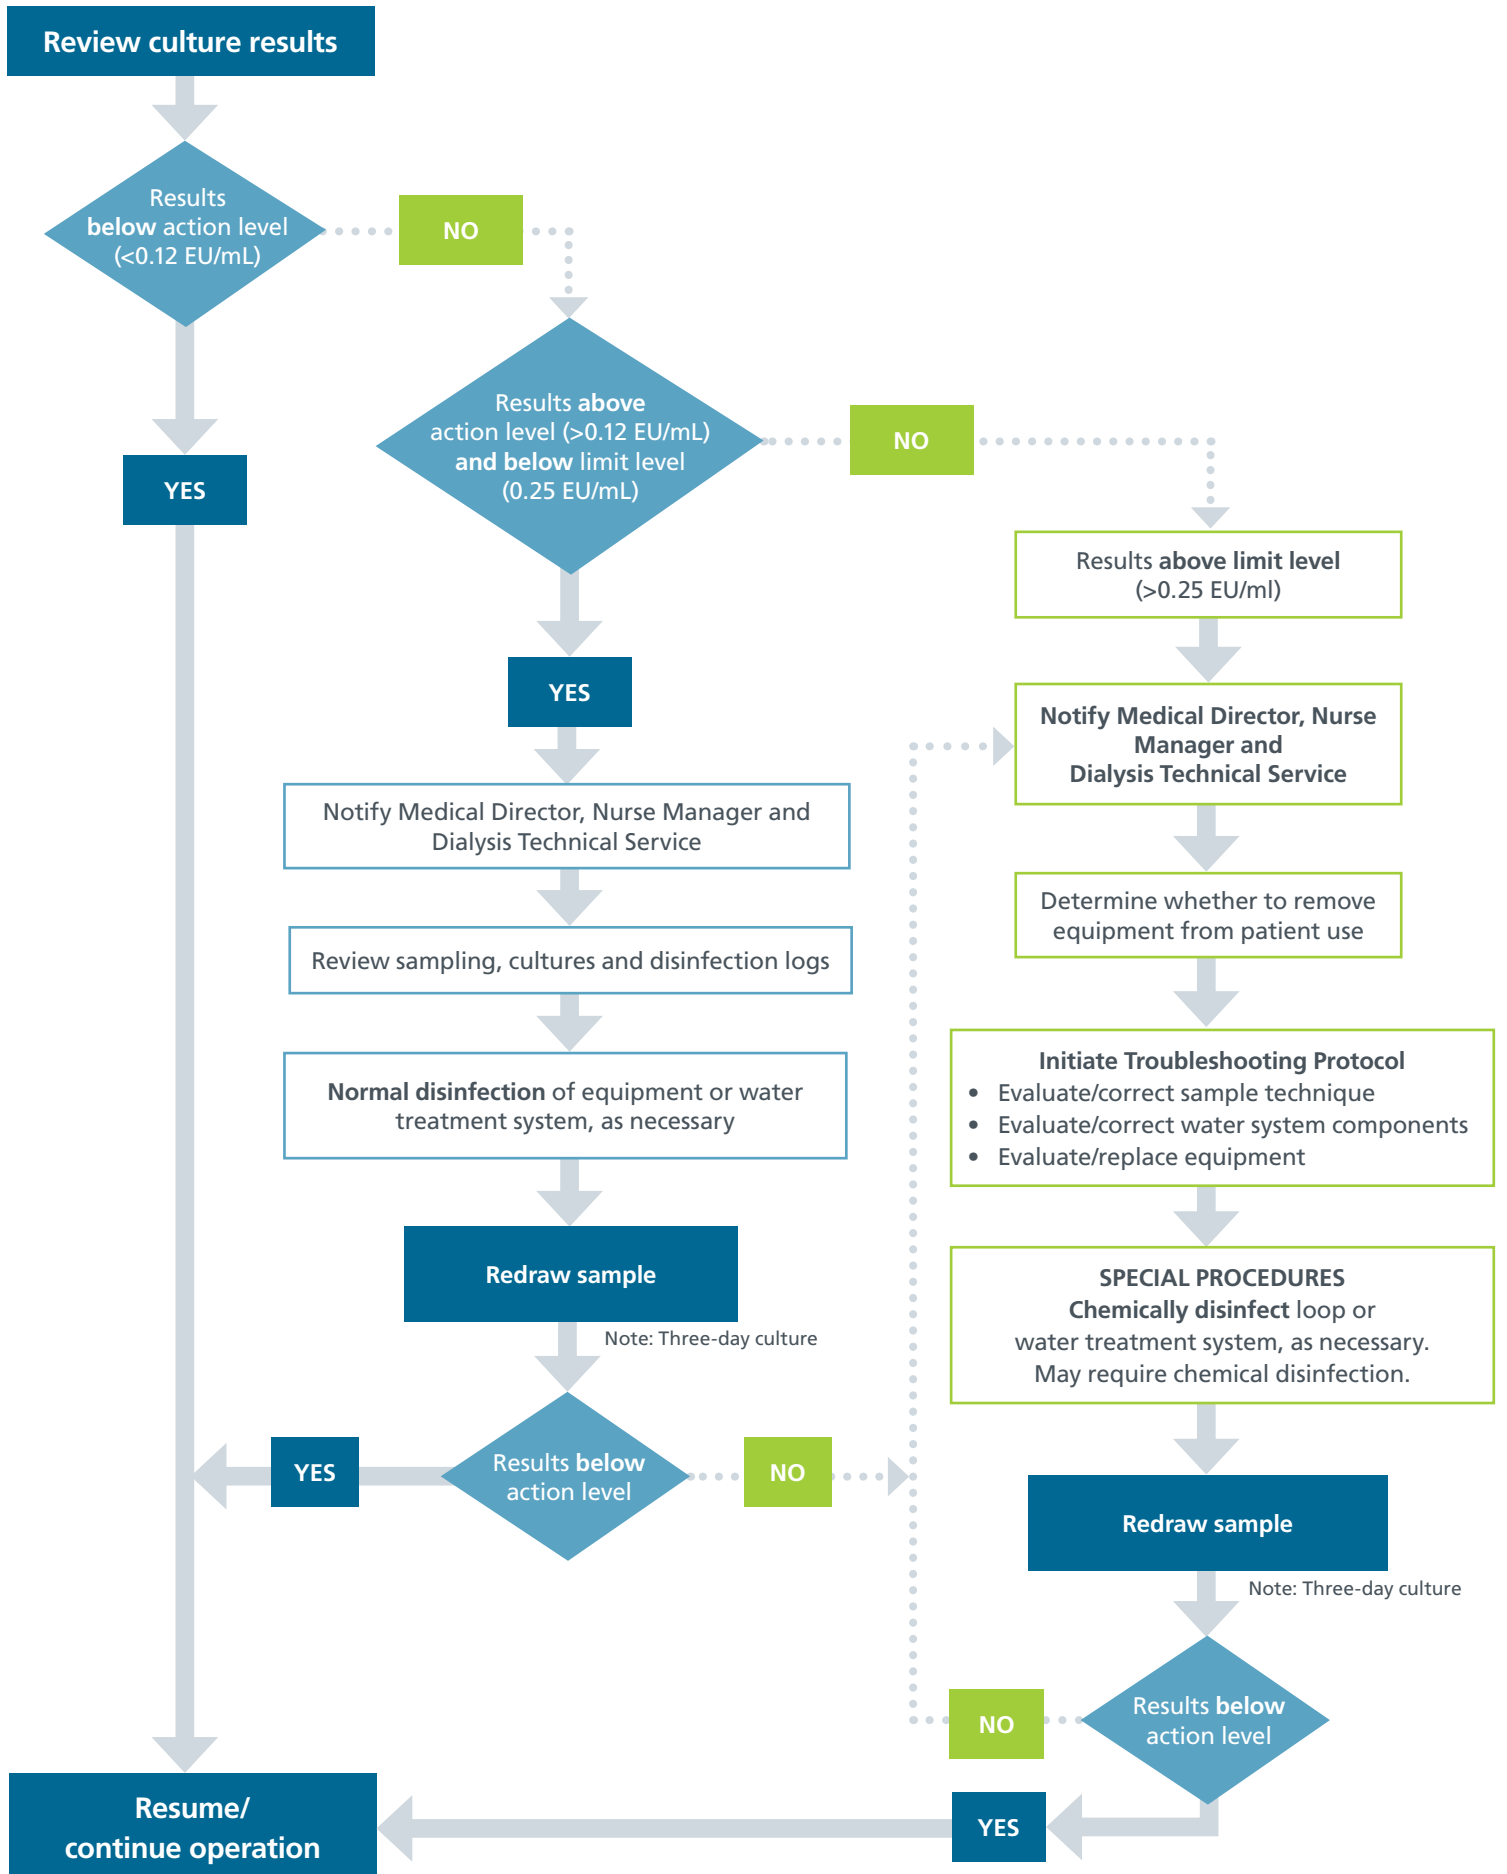 Review culture results
Results
below action level
(<0.12 EU/mL)
NO
YES
Results above
action level (>0.12 EU/mL)
and below limit level
(0.25 EU/mL)
NO
YES
Notify Medical Director, Nurse Manager and
Dialysis Technical Service
Review sampling, cultures and disinfection logs
Normal disinfection of equipment or water
treatment system, as necessary
Redraw sample
Note: Three-day culture
Results below
action level
YES
NO
Results above limit level
(>0.25 EU/ml)
Notify Medical Director, Nurse
Manager and
Dialysis Technical Service
Determine whether to remove
equipment from patient use
Initiate Troubleshooting Protocol
• Evaluate/correct sample technique
• Evaluate/correct water system components
• Evaluate/replace equipment
SPECIAL PROCEDURES
Chemically disinfect loop or
water treatment system, as necessary.
May require chemical disinfection.
Redraw sample
Note: Three-day culture
Results below
action level
NO
YES
Resume/
continue operation